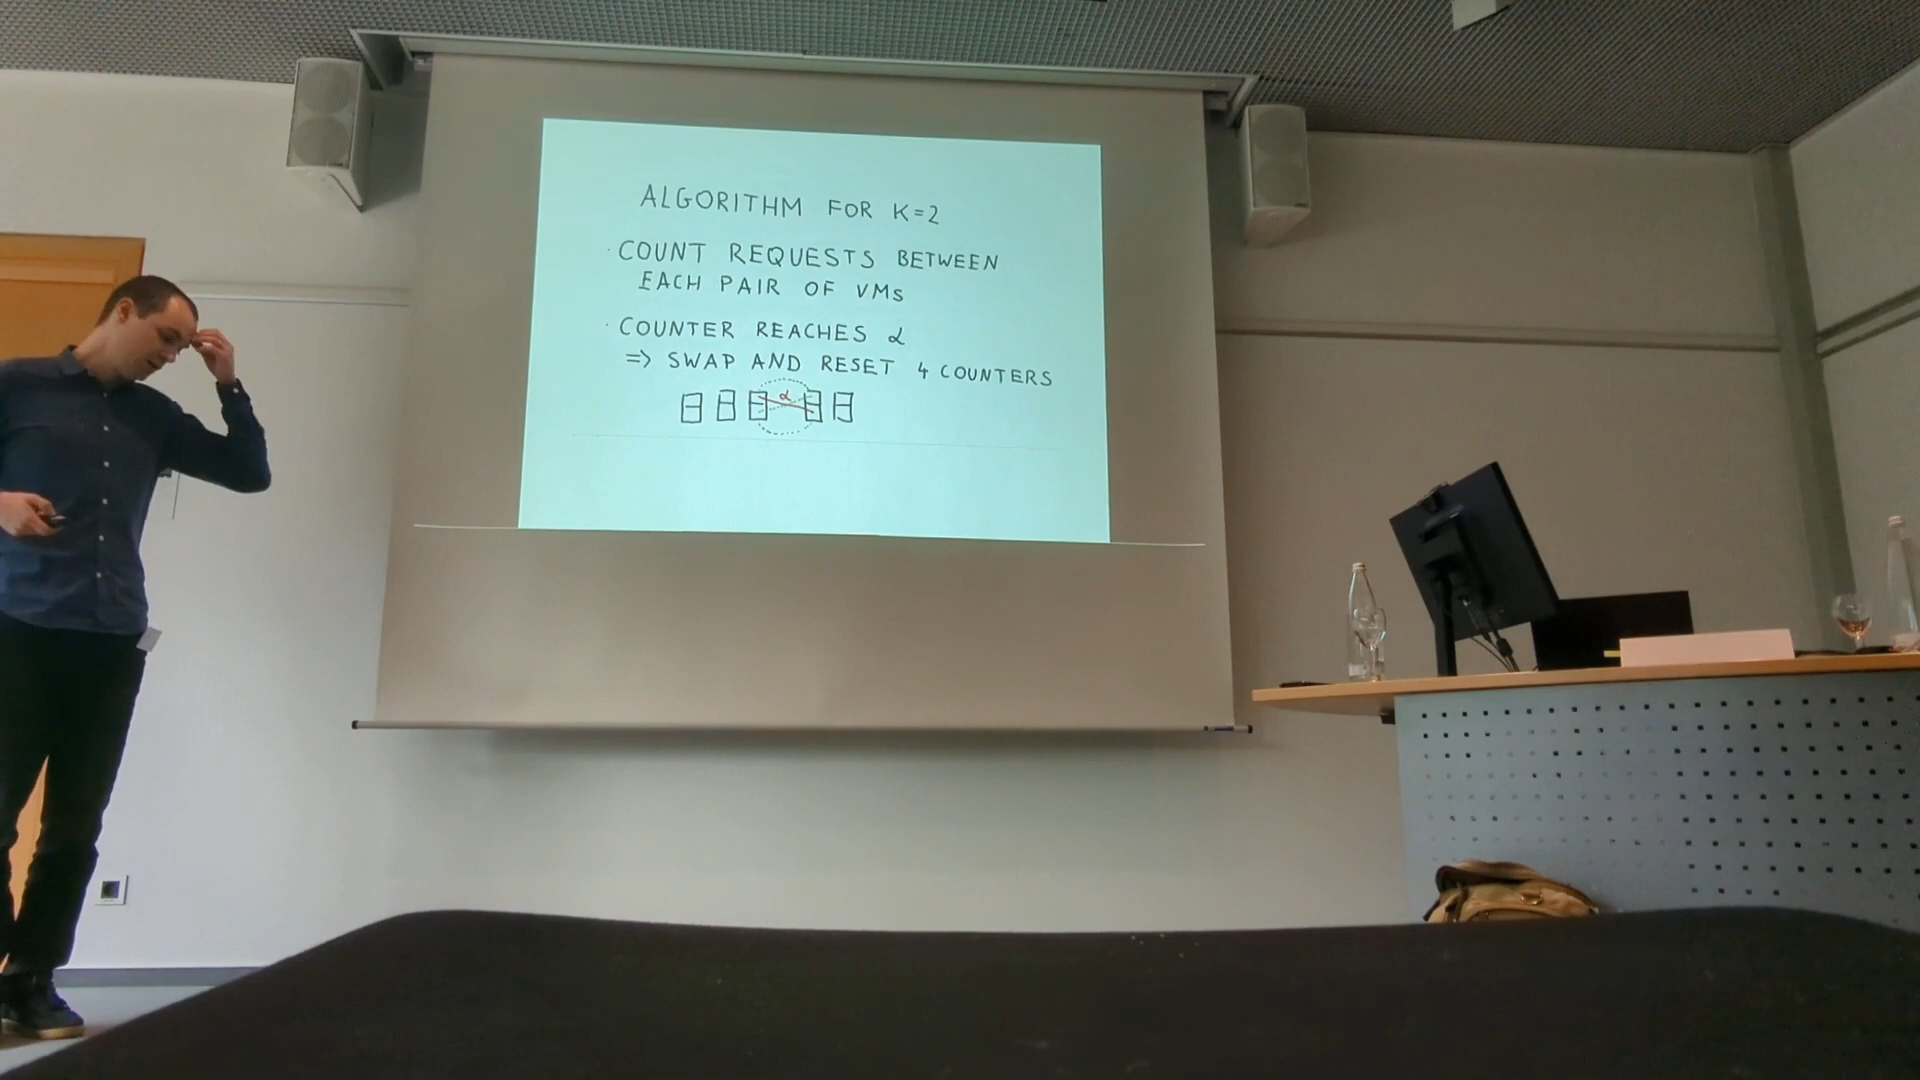 ALGORITHM FOR K=2
· COUNT REQUESTS BETWEEN
EACH PAIR OF VMs
· COUNTER REACHES α
=> SWAP AND RESET 4 COUNTERS
α